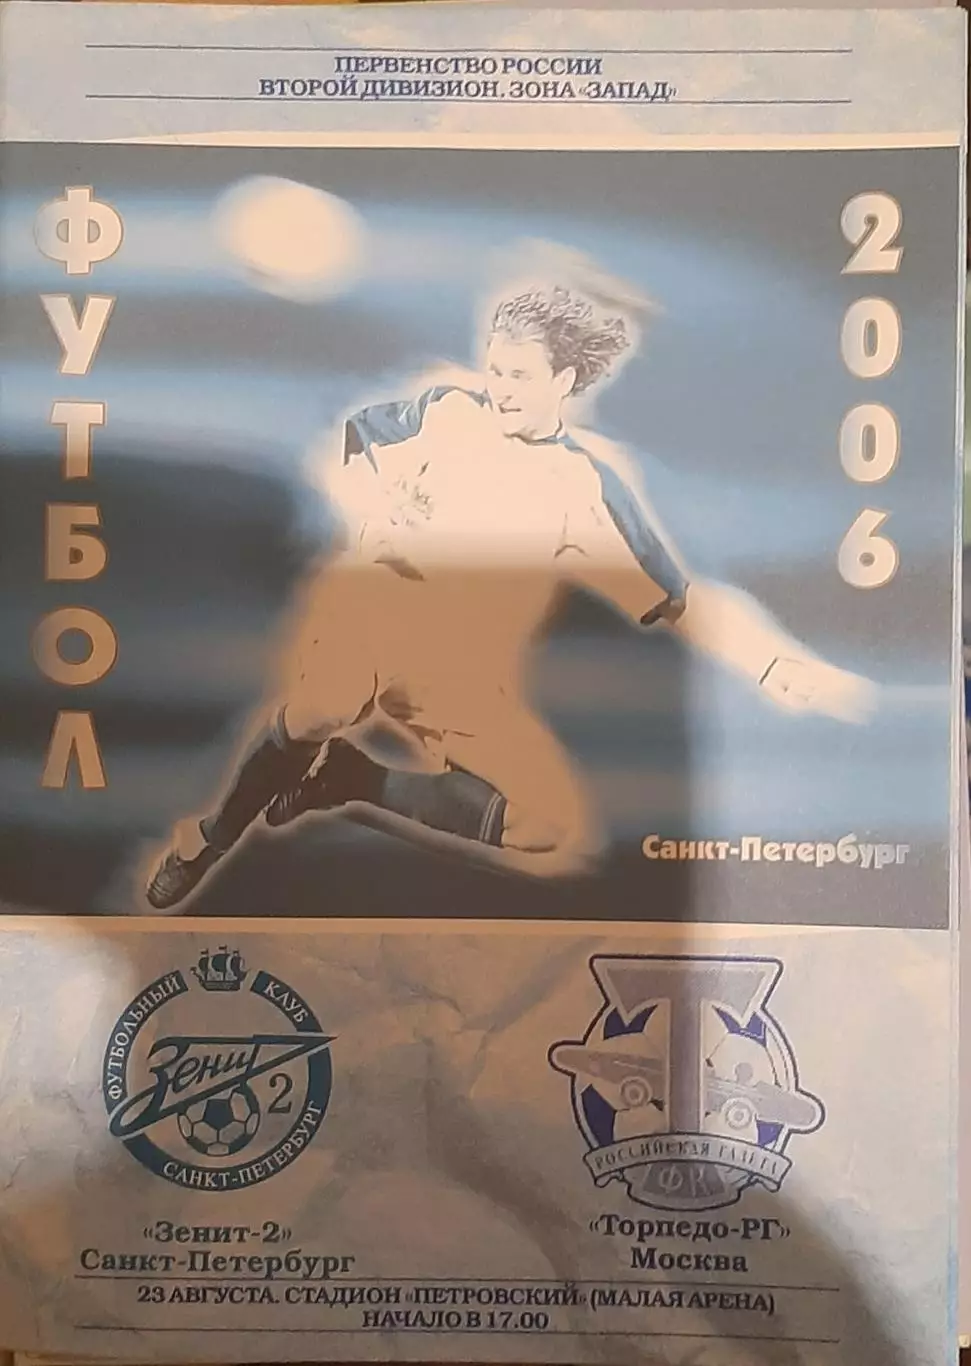 ПЕРВЕНСТВО РОССИИ
ВТОРОЙ ДИВИЗИОН. ЗОНА «ЗАПАД»
ФУТБОЛ
2006
Санкт-Петербург
ФУТБОЛЬНЫЙ КЛУБ
Зенит
2
САНКТ-ПЕТЕРБУРГ
Т
РОССИЙСКАЯ ГАЗЕТА
ФК
«Зенит-2»
Санкт-Петербург
«Торпедо-РГ»
Москва
23 АВГУСТА. СТАДИОН «ПЕТРОВСКИЙ» (МАЛАЯ АРЕНА)
НАЧАЛО В 17.00